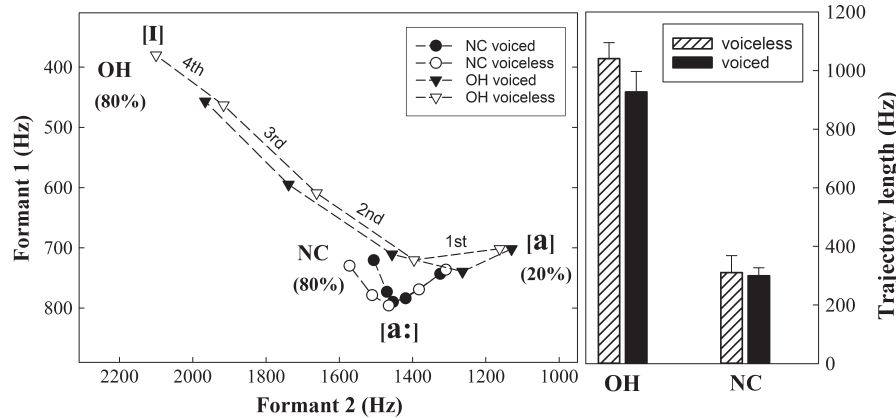 [I]
OH
(80%)
4th
3rd
2nd
1st
[a]
(20%)
NC
(80%)
[a:]
NC voiced
NC voiceless
OH voiced
OH voiceless
400
500
600
700
800
Formant 1 (Hz)
2200 2000 1800 1600 1400 1200 1000
Formant 2 (Hz)
voiceless
voiced
1200
1000
800
600
400
200
0
Trajectory length (Hz)
OH NC